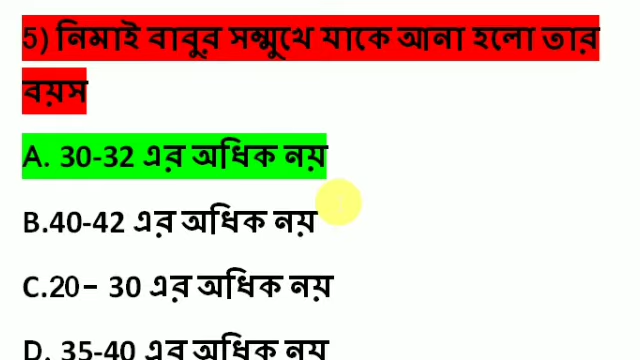 5) নিমাই বাবুর সম্মুখে যাকে আনা হলো তার
বয়স
A. 30-32 এর অধিক নয়
B.40-42 এর অধিক নয়
C.20- 30 এর অধিক নয়
D. 35-40 এর অধিক নয়